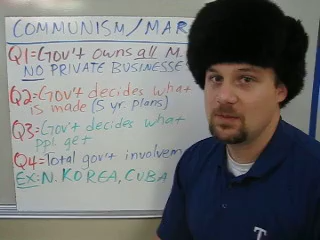 COMMUNISM/MAR
Q1=Gov't owns all M.
NO PRIVATE BUSINESSE
Q2=Gov't decides what
is made (5 yr. plans)
Q3=Gov't decides what
ppl. get
Q4=Total gov't involvem
EX:N. KOREA, CUBA
T